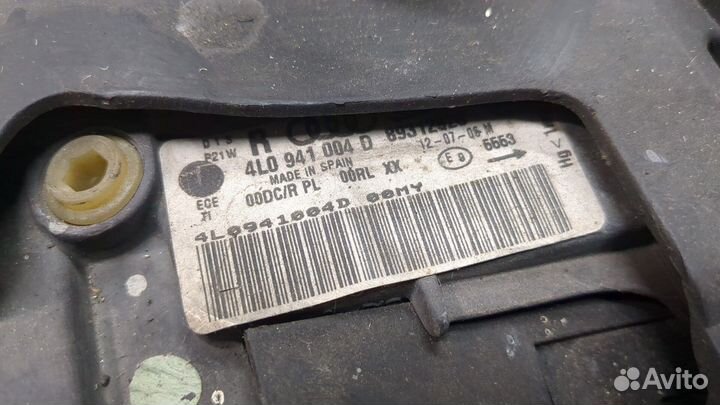 R
P21W
4L0 941 004 D
12-07-06 M
MADE IN SPAIN
6663
ECE
00DC/R PL 00RL XX
4L0941004D 00MY
Avito